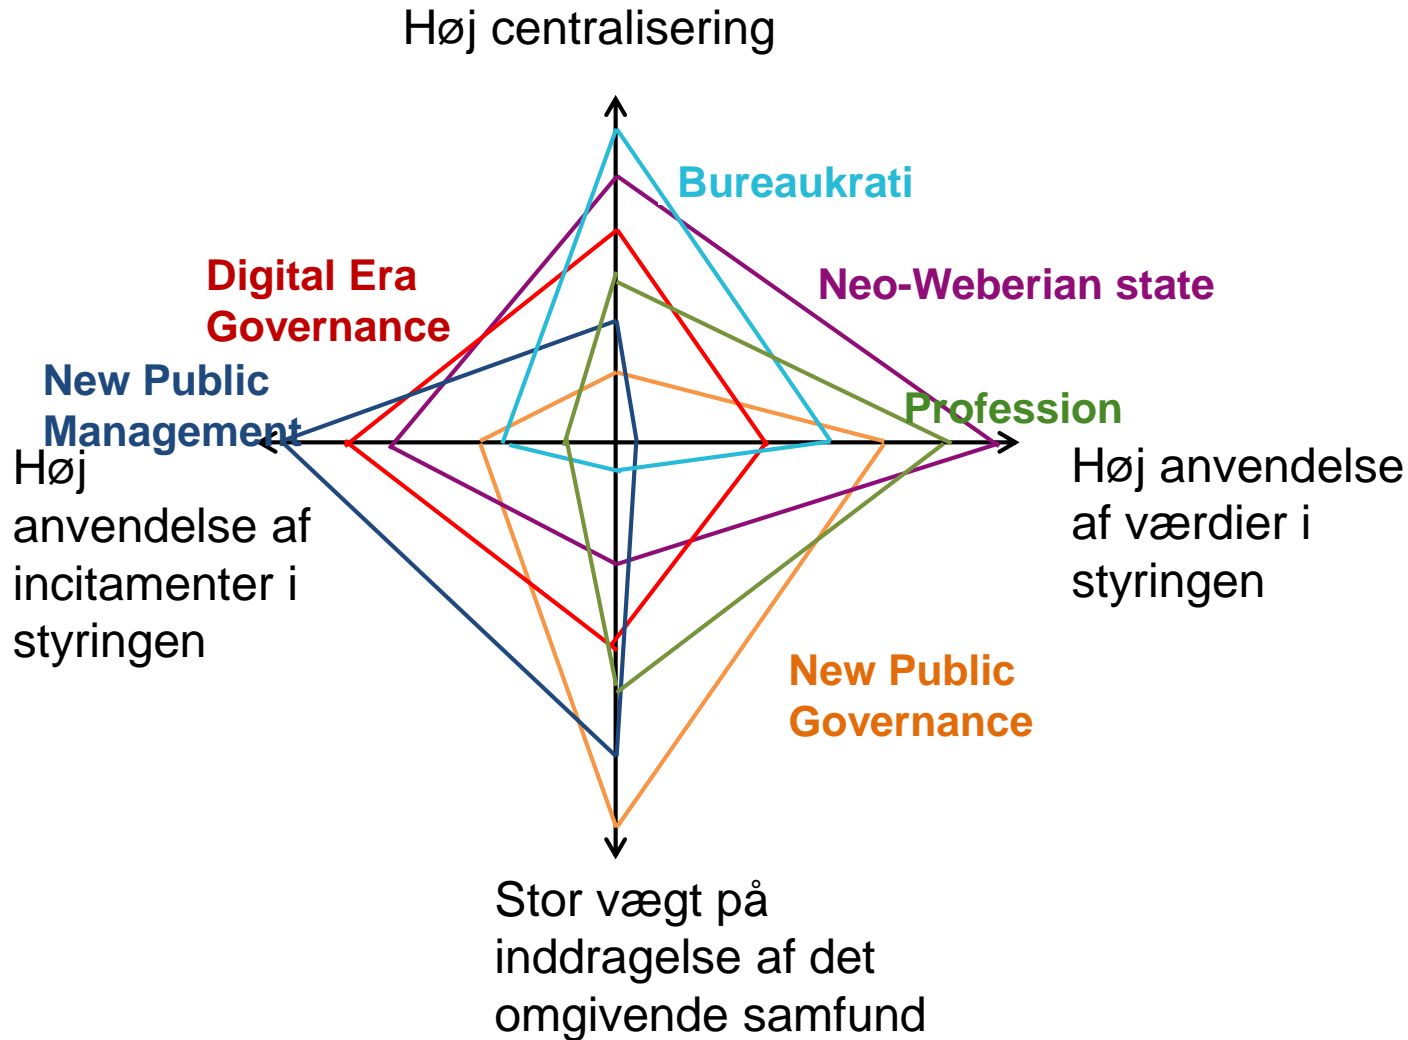 Høj centralisering
Bureaukrati
Digital Era
Governance
Neo-Weberian state
New Public
Management
Profession
Høj
anvendelse af
incitamenter i
styringen
Høj anvendelse
af værdier i
styringen
New Public
Governance
Stor vægt på
inddragelse af det
omgivende samfund